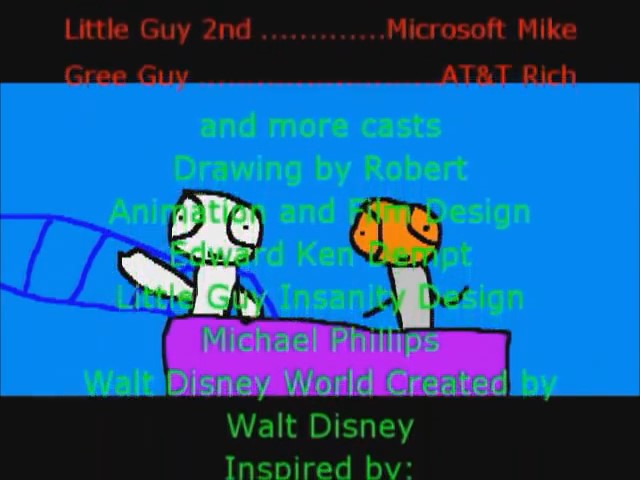 Little Guy 2nd .............Microsoft Mike
Gree Guy .........................AT&T Rich
and more casts
Drawing by Robert
Animation and Film Design
Edward Ken Dempt
Little Guy Insanity Design
Michael Phillips
Walt Disney World Created by
Walt Disney
Inspired by: